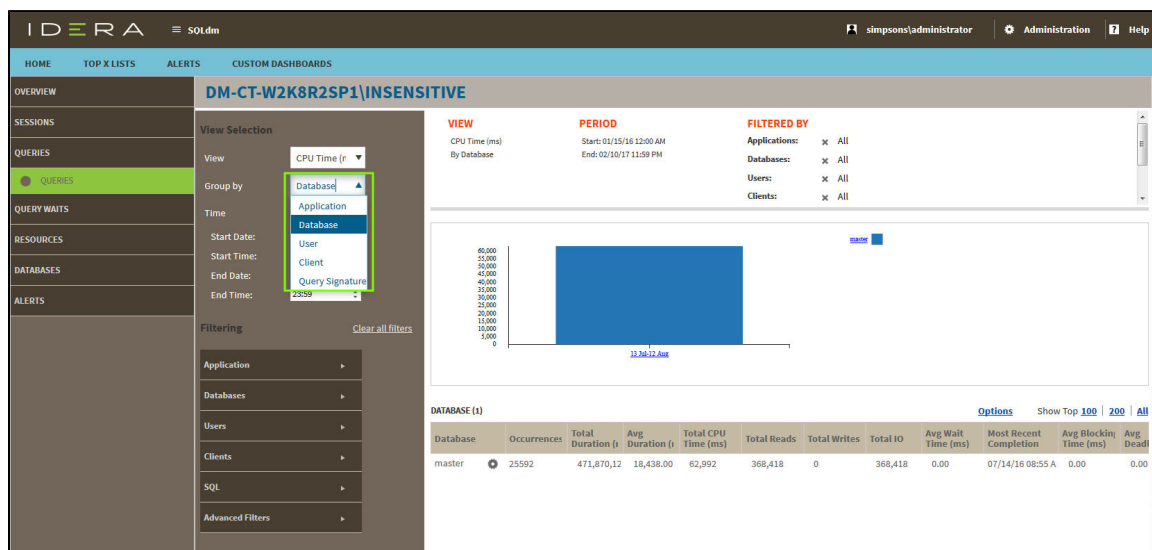 IDERA ≡ SQLdm simpsons\administrator Administration ? Help
HOME TOP X LISTS ALERTS CUSTOM DASHBOARDS
OVERVIEW
SESSIONS
QUERIES
QUERIES
QUERY WAITS
RESOURCES
DATABASES
ALERTS
DM-CT-W2K8R2SP1\INSENSITIVE
View Selection
View CPU Time (r
Group by Database
Application
Database
User
Client
Query Signature
Time
Start Date:
Start Time:
End Date:
End Time: 23:59
Filtering Clear all filters
Application
Databases
Users
Clients
SQL
Advanced Filters
VIEW
CPU Time (ms)
By Database
PERIOD
Start: 01/15/16 12:00 AM
End: 02/10/17 11:59 PM
FILTERED BY
Applications: All
Databases: All
Users: All
Clients: All
master
60,000
55,000
50,000
45,000
40,000
35,000
30,000
25,000
20,000
15,000
10,000
5,000
0
13 Jul-12 Aug
DATABASE (1) Options Show Top 100 | 200 | All
Database Occurrences Total Duration (r Avg Duration (r Total CPU Time (ms) Total Reads Total Writes Total IO Avg Wait Time (ms) Most Recent Completion Avg Blocking Time (ms) Avg Deadl
master 25592 471,870,12 18,438.00 62,992 368,418 0 368,418 0.00 07/14/16 08:55 A 0.00 0.00